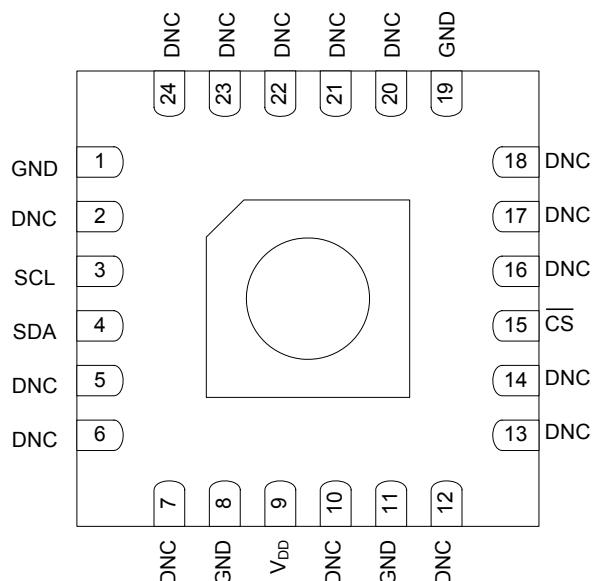 DNC DNC DNC DNC DNC GND
24 23 22 21 20 19
GND 1 18 DNC
DNC 2 17 DNC
SCL 3 16 DNC
SDA 4 15 C̅S̅
DNC 5 14 DNC
DNC 6 13 DNC
7 8 9 10 11 12
DNC GND VDD DNC GND DNC